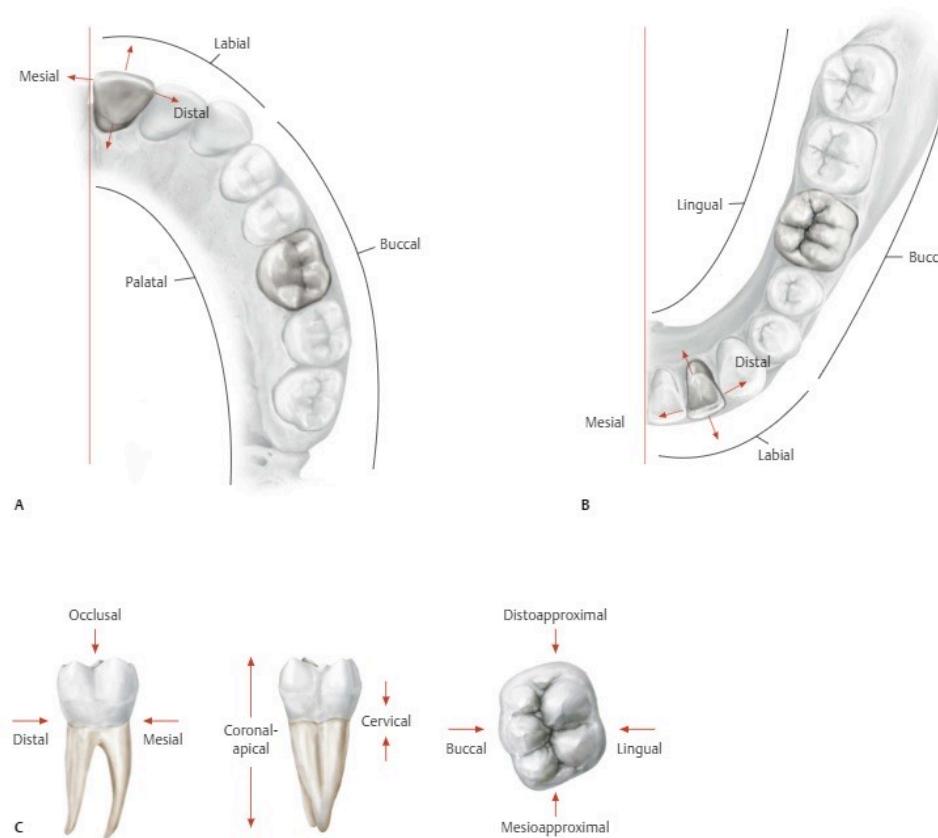 Labial
Mesial
Distal
Buccal
Palatal
A
Lingual
Bucc
Distal
Mesial
Labial
B
Occlusal
Distal
Mesial
Coronal-
apical
Cervical
Distoapproximal
Buccal
Lingual
Mesioapproximal
C